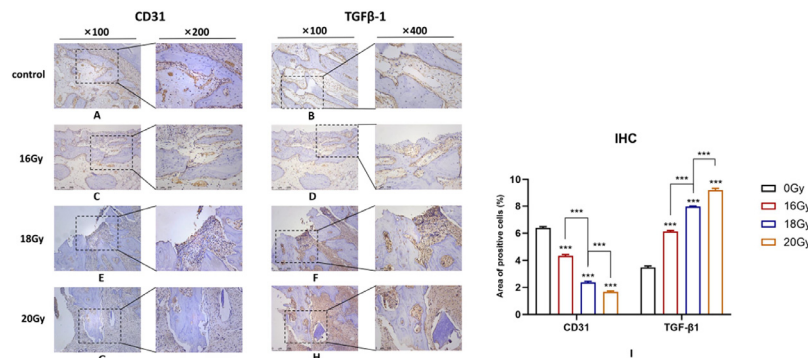 CD31
TGFβ-1
×100
×200
×100
×400
control
A
B
16Gy
C
D
18Gy
E
F
20Gy
H
IHC
Area of prositive cells (%)
10
8
6
4
2
0
***
***
***
***
***
***
***
***
***
***
CD31
TGF-β1
0Gy
16Gy
18Gy
20Gy
I